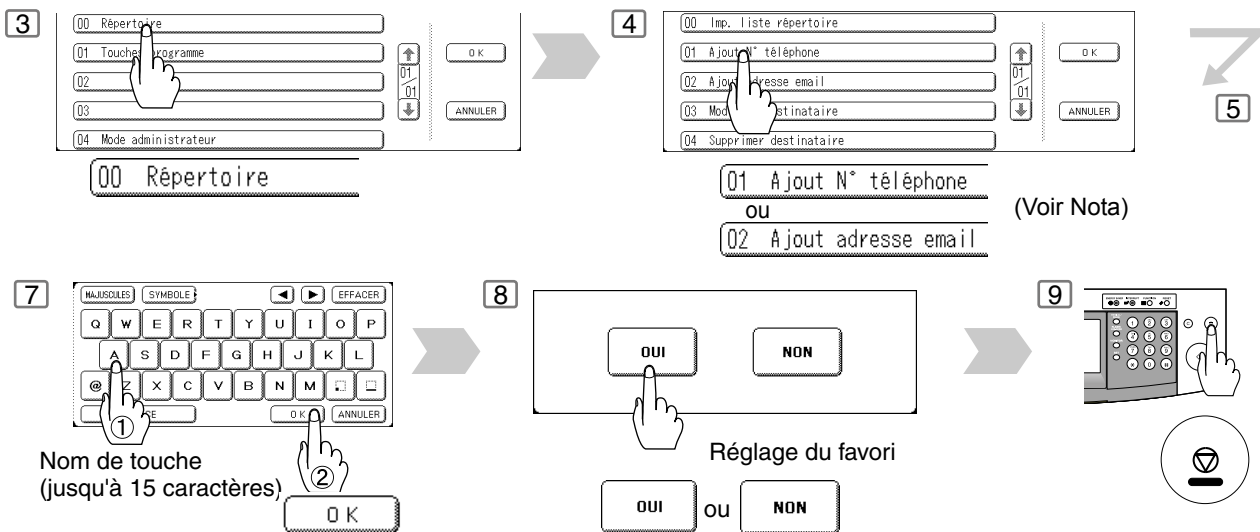 3
00 Répertoire
01 Touches programme
02
03
04 Mode administrateur
01
01
OK
ANNULER
00 Répertoire
4
00 Imp. liste répertoire
01 Ajout N° téléphone
02 Ajout adresse email
03 Mod stinataire
04 Supprimer destinataire
01
01
OK
ANNULER
01 Ajout N° téléphone
ou
02 Ajout adresse email
(Voir Nota)
5
7
MAJUSCULES SYMBOLE ◄ ► EFFACER
Q W E R T Y U I O P
A S D F G H J K L
@ Z X C V B N M
CE OK ANNULER
1
2
Nom de touche
(jusqu'à 15 caractères)
OK
8
OUI NON
Réglage du favori
OUI ou NON
9